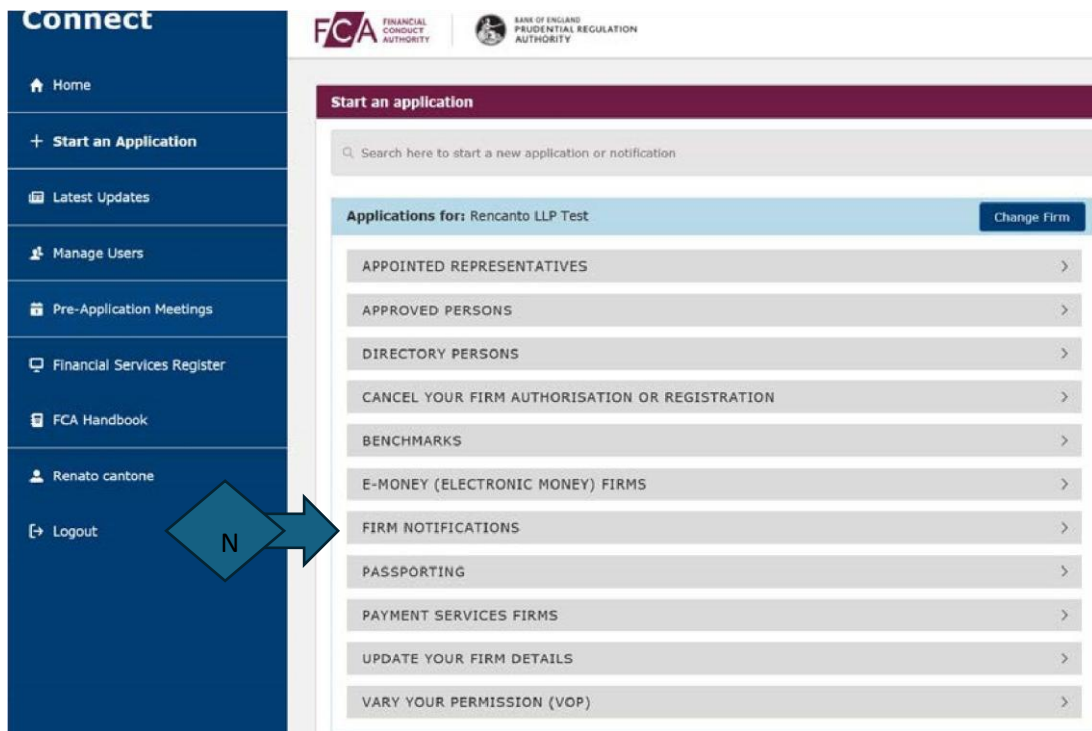 Connect
Home
+ Start an Application
Latest Updates
Manage Users
Pre-Application Meetings
Financial Services Register
FCA Handbook
Renato cantone
Logout
N
FCA FINANCIAL
CONDUCT
AUTHORITY
BANK OF ENGLAND
PRUDENTIAL REGULATION
AUTHORITY
Start an application
Search here to start a new application or notification
Applications for: Rencanto LLP Test
Change Firm
APPOINTED REPRESENTATIVES
APPROVED PERSONS
DIRECTORY PERSONS
CANCEL YOUR FIRM AUTHORISATION OR REGISTRATION
BENCHMARKS
E-MONEY (ELECTRONIC MONEY) FIRMS
FIRM NOTIFICATIONS
PASSPORTING
PAYMENT SERVICES FIRMS
UPDATE YOUR FIRM DETAILS
VARY YOUR PERMISSION (VOP)